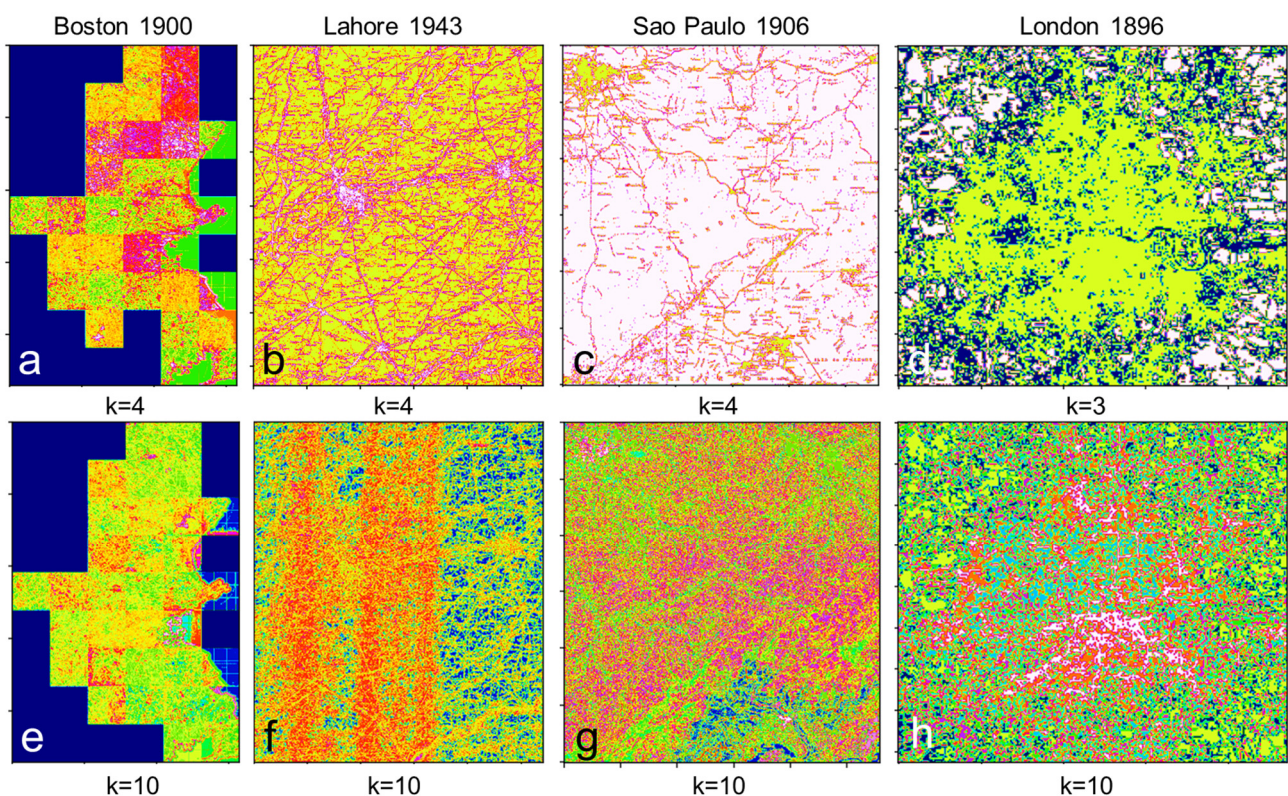 Boston 1900 Lahore 1943 Sao Paulo 1906 London 1896
a b c d
k=4 k=4 k=4 k=3
e f g h
k=10 k=10 k=10 k=10